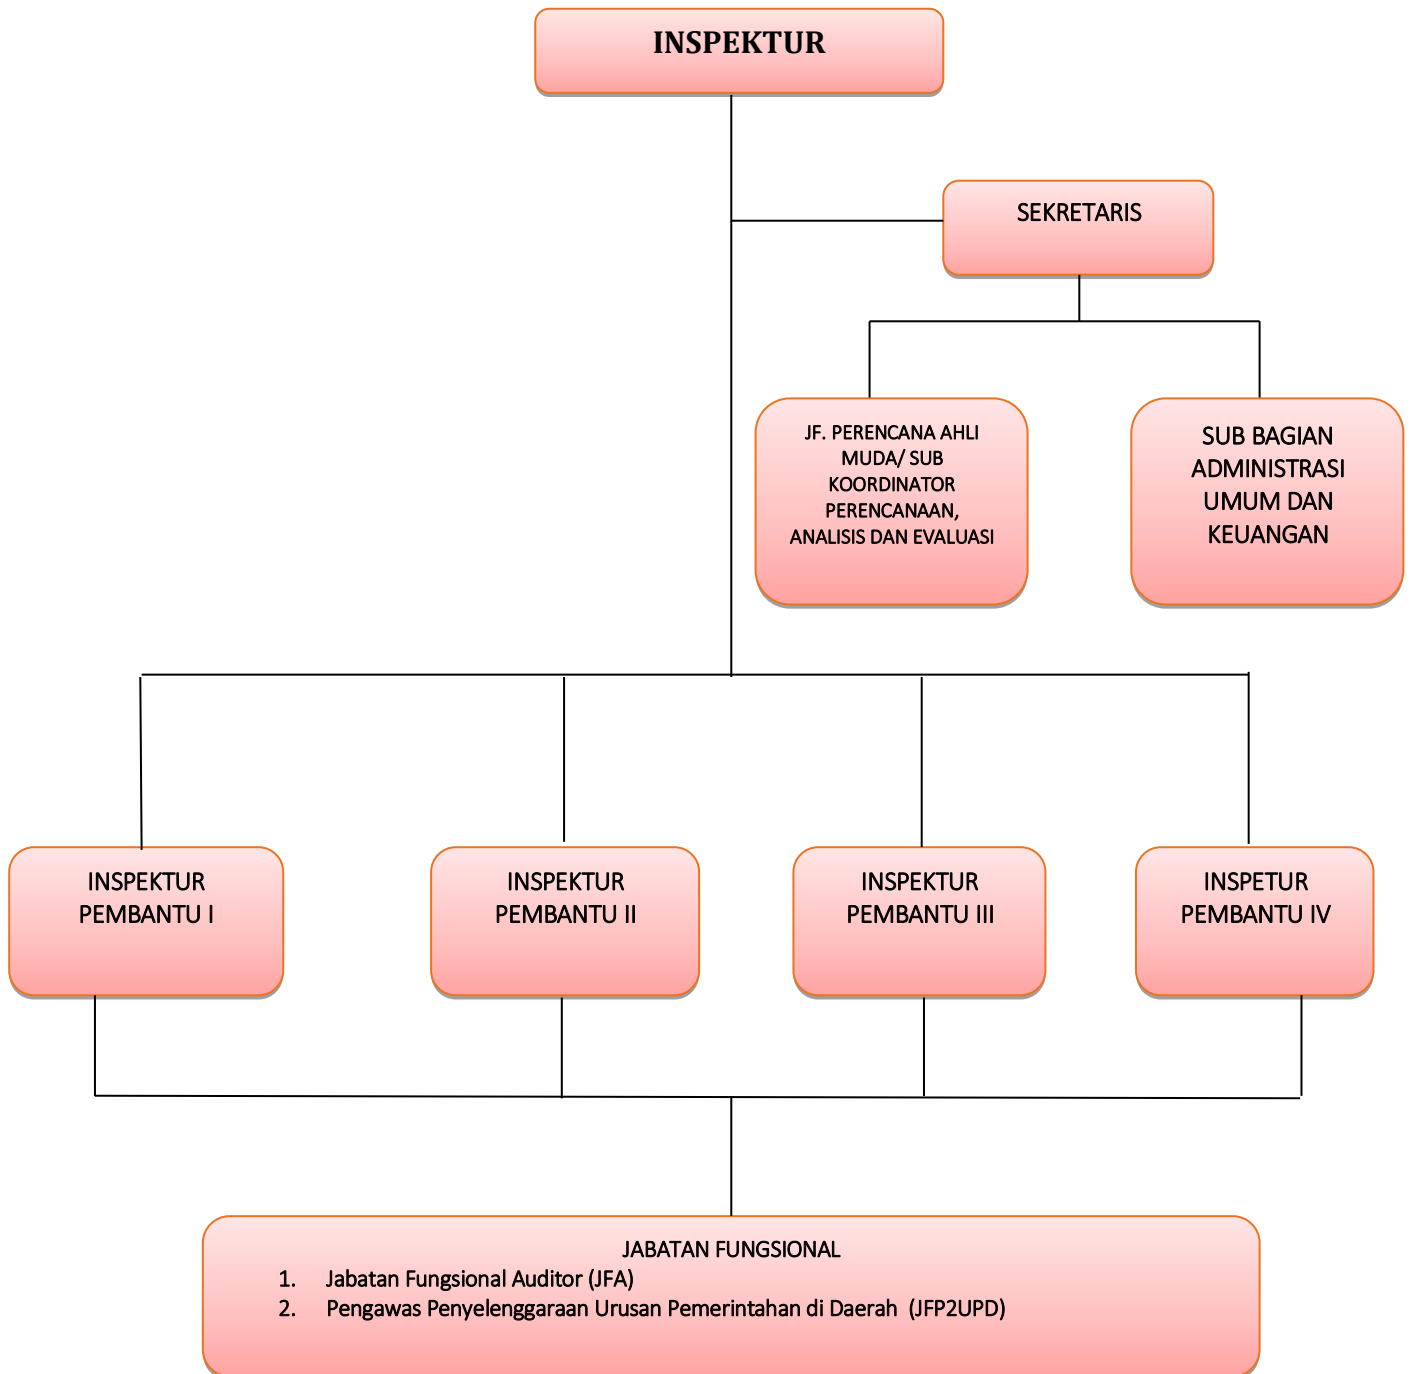 INSPEKTUR
SEKRETARIS
JF. PERENCANA AHLI
MUDA/ SUB
KOORDINATOR
PERENCANAAN,
ANALISIS DAN EVALUASI
SUB BAGIAN
ADMINISTRASI
UMUM DAN
KEUANGAN
INSPEKTUR
PEMBANTU I
INSPEKTUR
PEMBANTU II
INSPEKTUR
PEMBANTU III
INSPETUR
PEMBANTU IV
JABATAN FUNGSIONAL
1. Jabatan Fungsional Auditor (JFA)
2. Pengawas Penyelenggaraan Urusan Pemerintahan di Daerah (JFP2UPD)